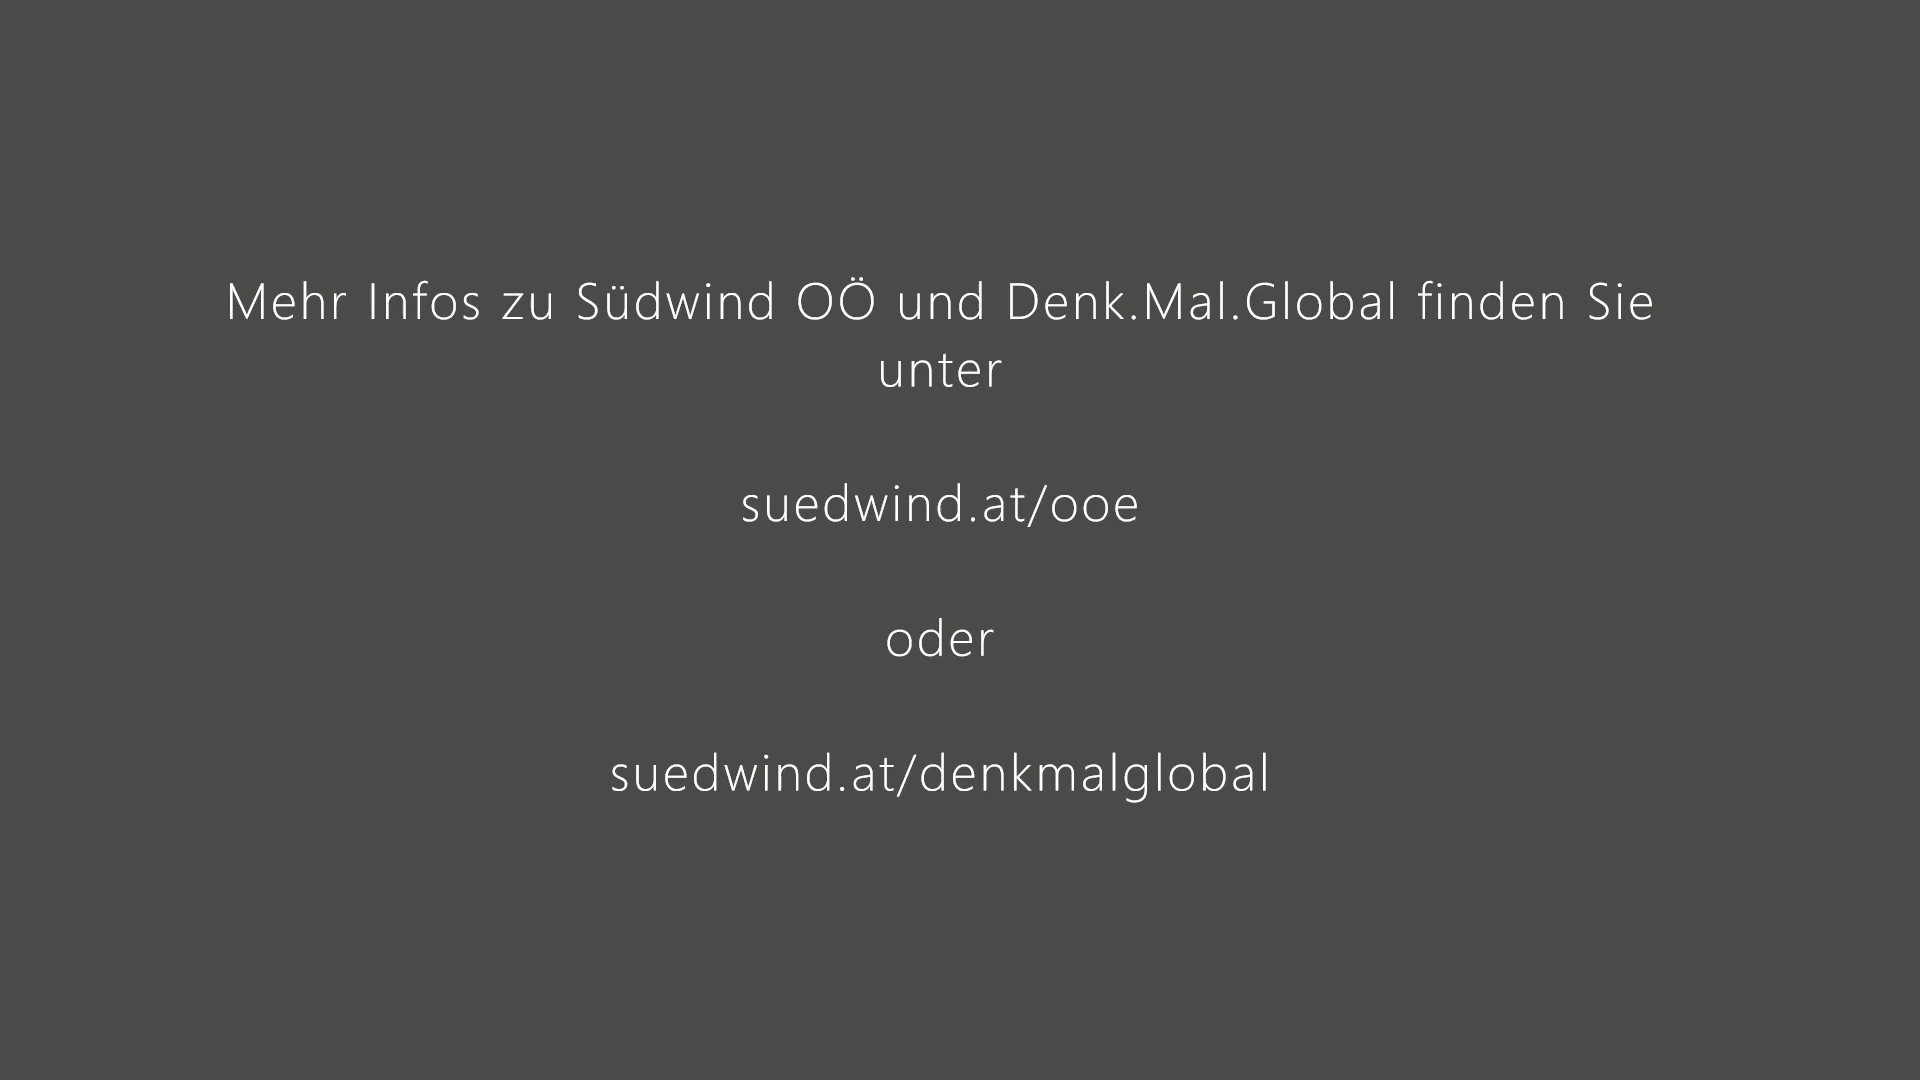 Mehr Infos zu Südwind OÖ und Denk.Mal.Global finden Sie
unter
suedwind.at/ooe
oder
suedwind.at/denkmalglobal